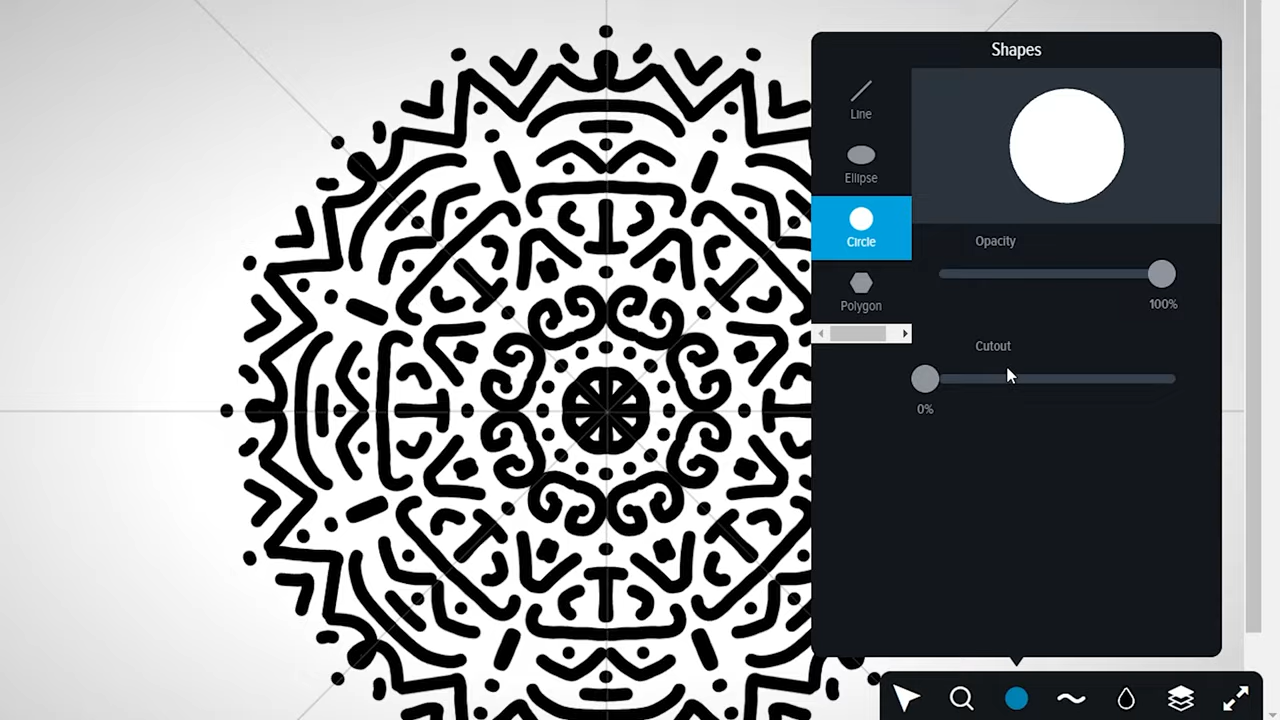 Shapes
Line
Ellipse
Circle
Polygon
Opacity
100%
Cutout
0%